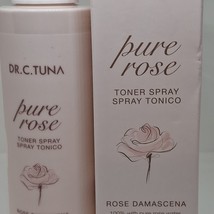 DR.C.TUNA
pure
rose
TONER SPRAY
SPRAY TONICO
pure
rose
TONER SPRAY
SPRAY TONICO
ROSE DAMASCENA